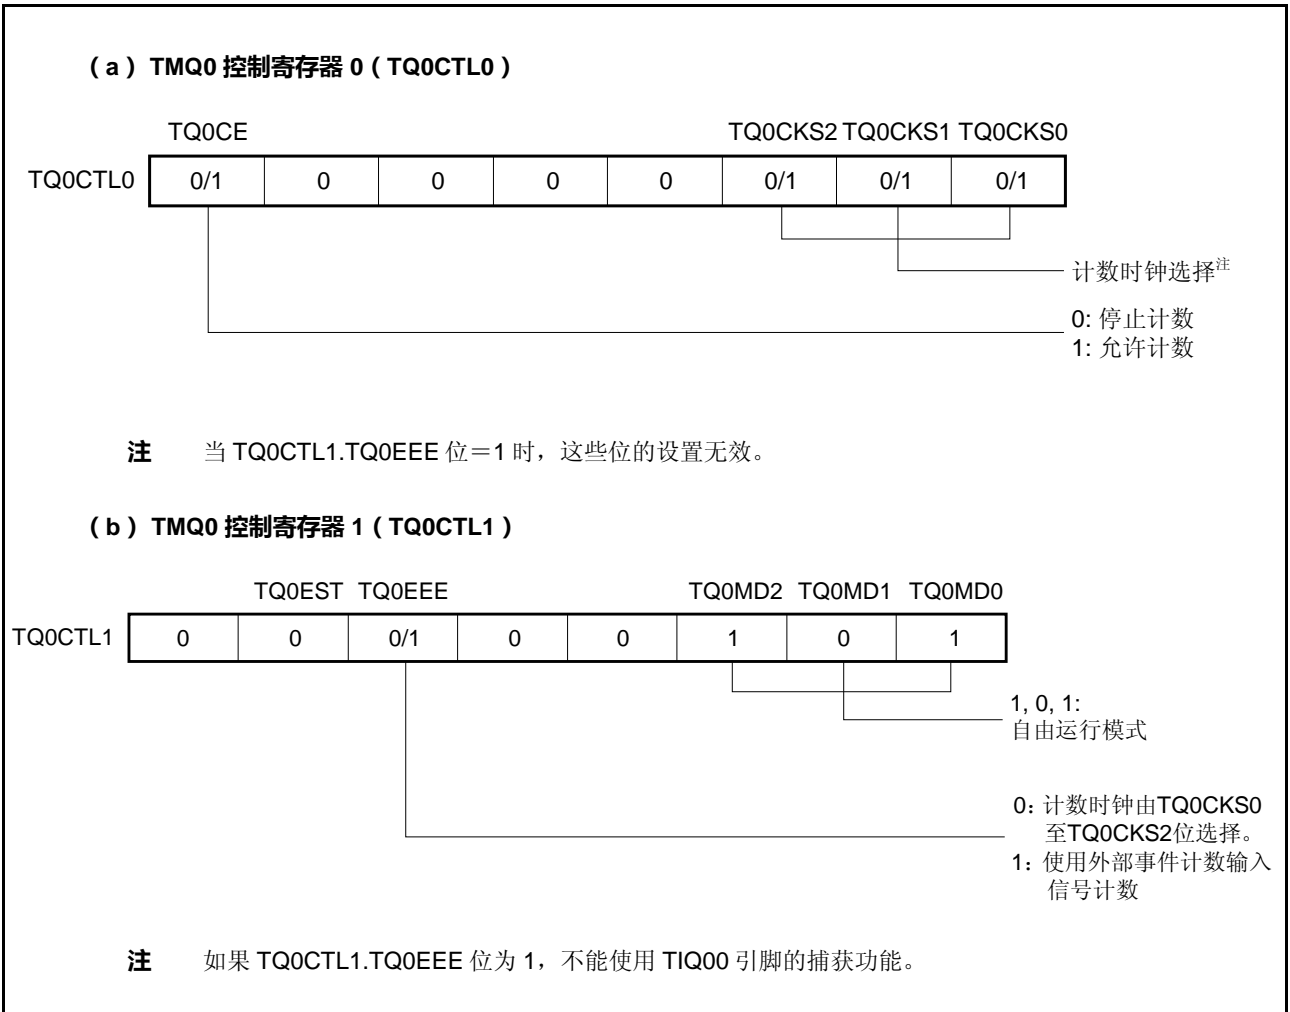 （a）TMQ0 控制寄存器 0（TQ0CTL0）
TQ0CE TQ0CKS2 TQ0CKS1 TQ0CKS0
TQ0CTL0 0/1 0 0 0 0 0/1 0/1 0/1
计数时钟选择注
0: 停止计数
1: 允许计数
注 当 TQ0CTL1.TQ0EEE 位＝1 时，这些位的设置无效。
（b）TMQ0 控制寄存器 1（TQ0CTL1）
TQ0EST TQ0EEE TQ0MD2 TQ0MD1 TQ0MD0
TQ0CTL1 0 0 0/1 0 0 1 0 1
1, 0, 1:
自由运行模式
0：计数时钟由TQ0CKS0
至TQ0CKS2位选择。
1：使用外部事件计数输入
信号计数
注 如果 TQ0CTL1.TQ0EEE 位为 1，不能使用 TIQ00 引脚的捕获功能。